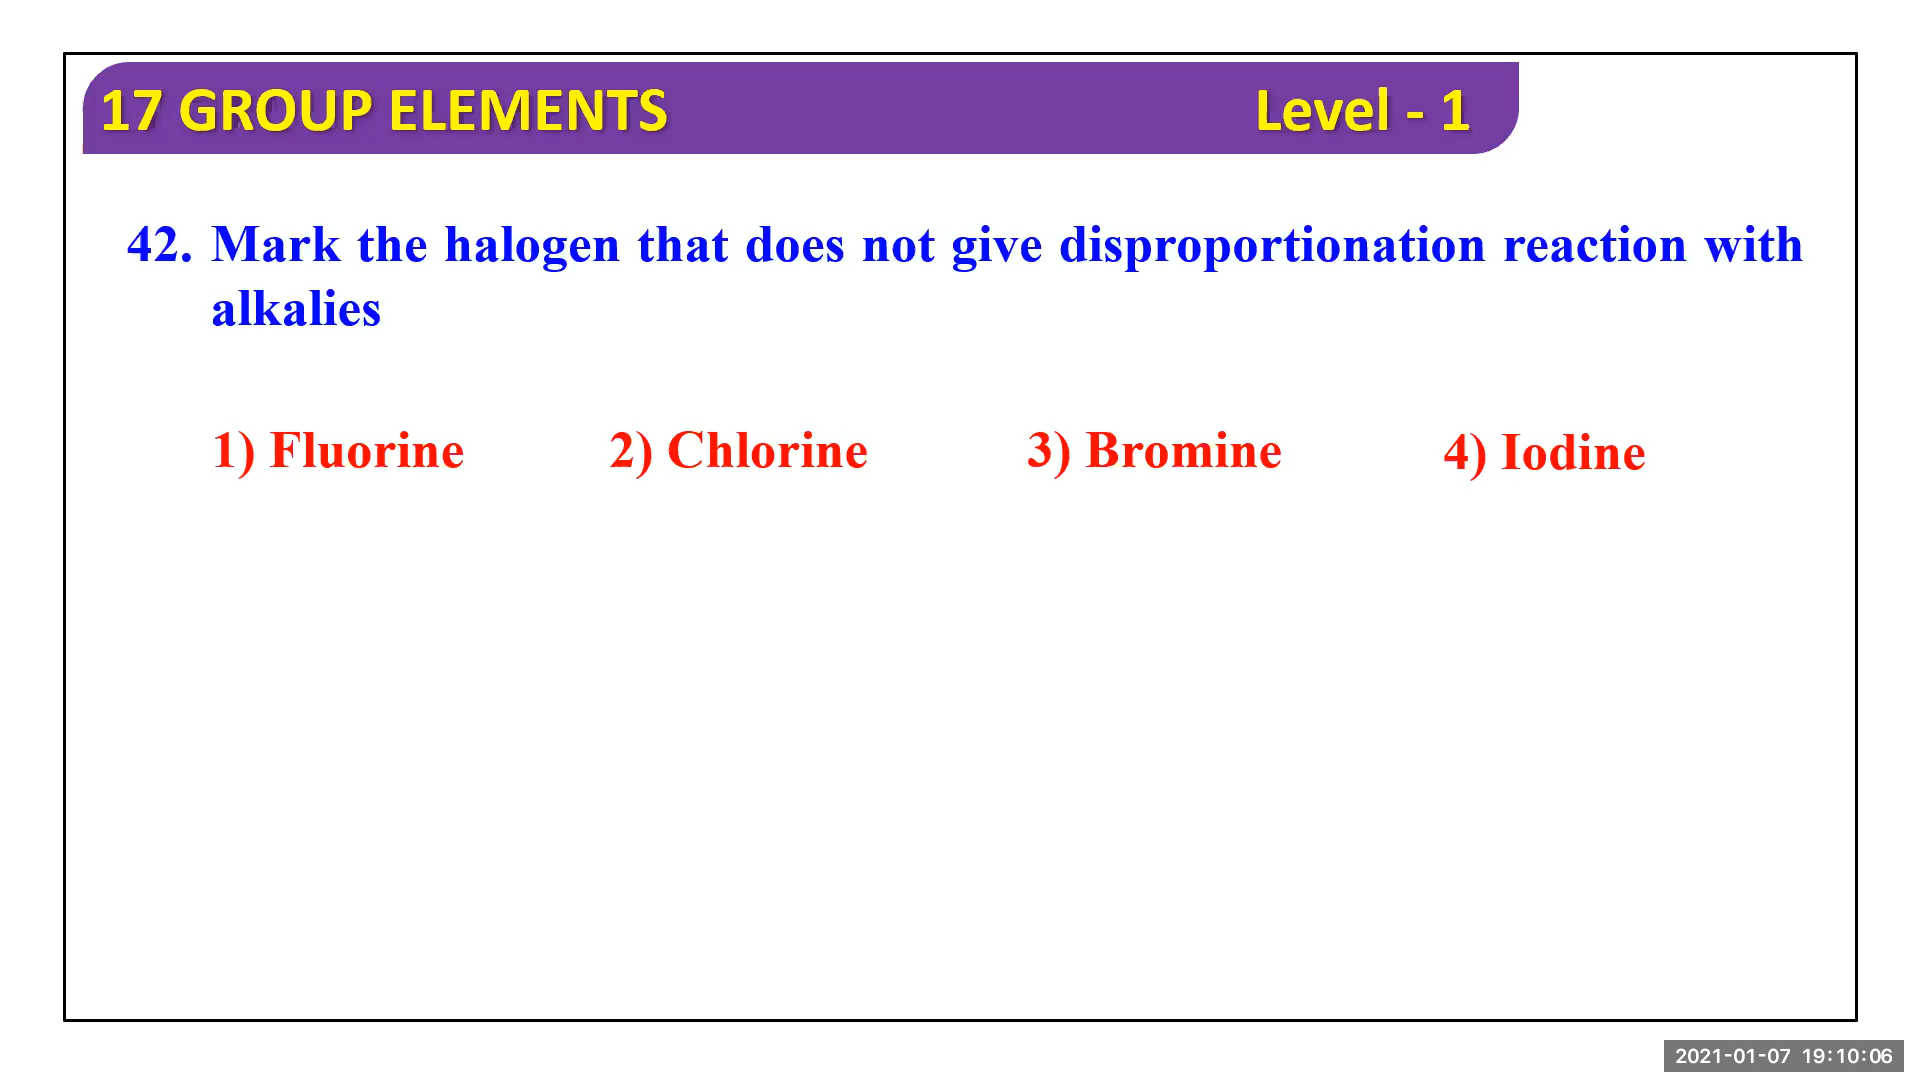 17 GROUP ELEMENTS Level - 1
42. Mark the halogen that does not give disproportionation reaction with
alkalies
1) Fluorine 2) Chlorine 3) Bromine 4) Iodine
2021-01-07 19:10:06